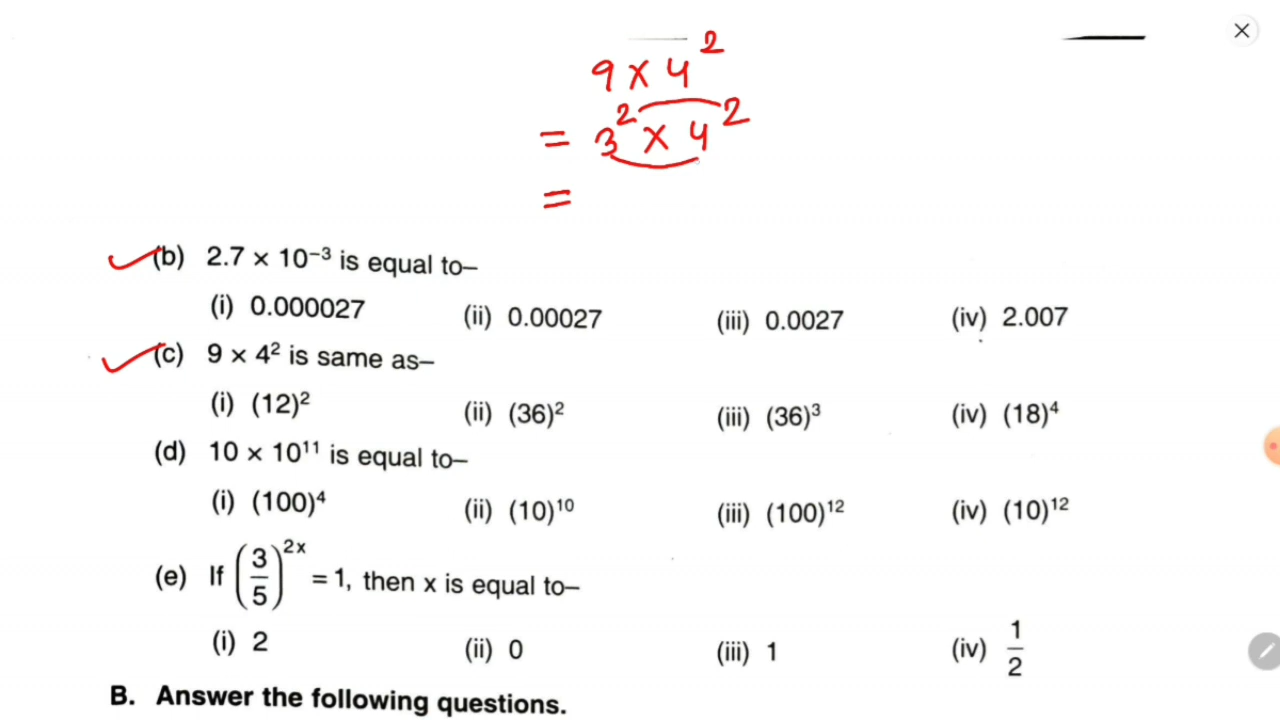 9 × 4²
= 3² × 4²
=
(b) 2.7 × 10⁻³ is equal to–
(i) 0.000027 (ii) 0.00027 (iii) 0.0027 (iv) 2.007
(c) 9 × 4² is same as–
(i) (12)² (ii) (36)² (iii) (36)³ (iv) (18)⁴
(d) 10 × 10¹¹ is equal to–
(i) (100)⁴ (ii) (10)¹⁰ (iii) (100)¹² (iv) (10)¹²
(e) If (3/5)²ˣ = 1, then x is equal to–
(i) 2 (ii) 0 (iii) 1 (iv) 1/2
B. Answer the following questions.